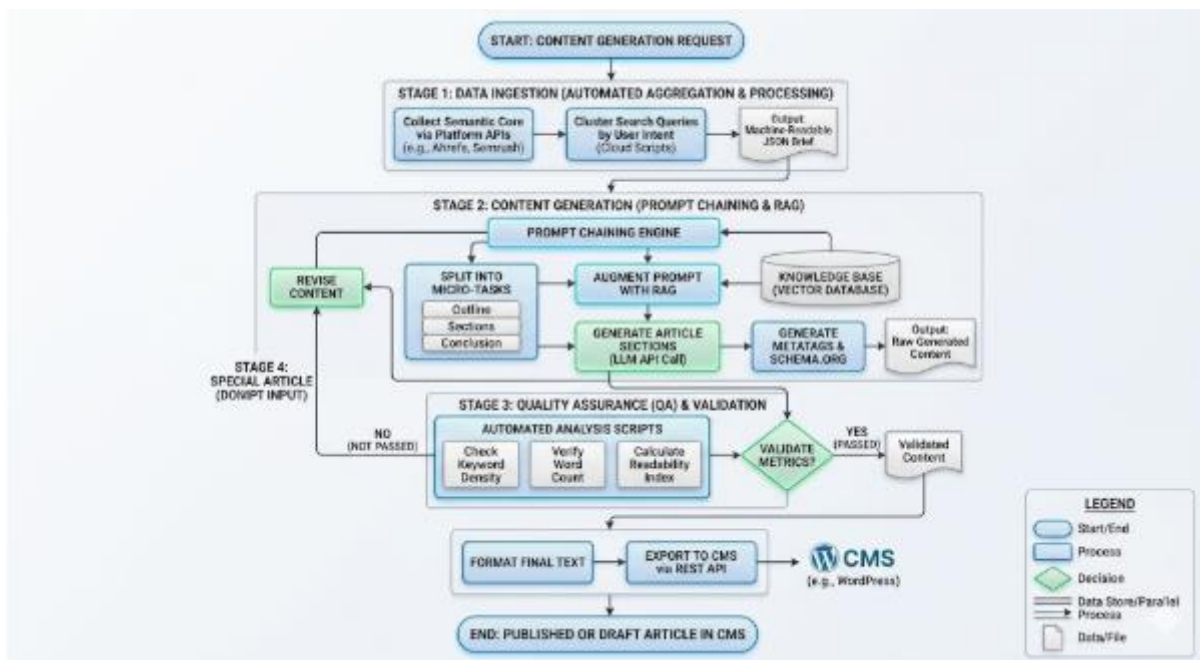 START: CONTENT GENERATION REQUEST
STAGE 1: DATA INGESTION (AUTOMATED AGGREGATION & PROCESSING)
Collect Semantic Core
via Platform APIs
(e.g., Ahrefs, Semrush)
Cluster Search Queries
by User Intent
(Cloud Scripts)
Output:
Machine-Readable
JSON Brief
STAGE 2: CONTENT GENERATION (PROMPT CHAINING & RAG)
PROMPT CHAINING ENGINE
REVISE
CONTENT
SPLIT INTO
MICRO-TASKS
Outline
Sections
Conclusion
AUGMENT PROMPT
WITH RAG
KNOWLEDGE BASE
(VECTOR DATABASE)
GENERATE ARTICLE
SECTIONS
(LLM API Call)
GENERATE
METATAGS &
SCHEMA.ORG
Output:
Raw Generated
Content
STAGE 4:
SPECIAL ARTICLE
(DOMPT INPUT)
STAGE 3: QUALITY ASSURANCE (QA) & VALIDATION
AUTOMATED ANALYSIS SCRIPTS
NO
(NOT PASSED)
Check
Keyword
Density
Verify
Word
Count
Calculate
Readability
Index
VALIDATE
METRICS?
YES
(PASSED)
Validated
Content
FORMAT FINAL TEXT
EXPORT TO CMS
via REST API
CMS
(e.g., WordPress)
END: PUBLISHED OR DRAFT ARTICLE IN CMS
LEGEND
Start/End
Process
Decision
Data Store/Parallel
Process
Data/File